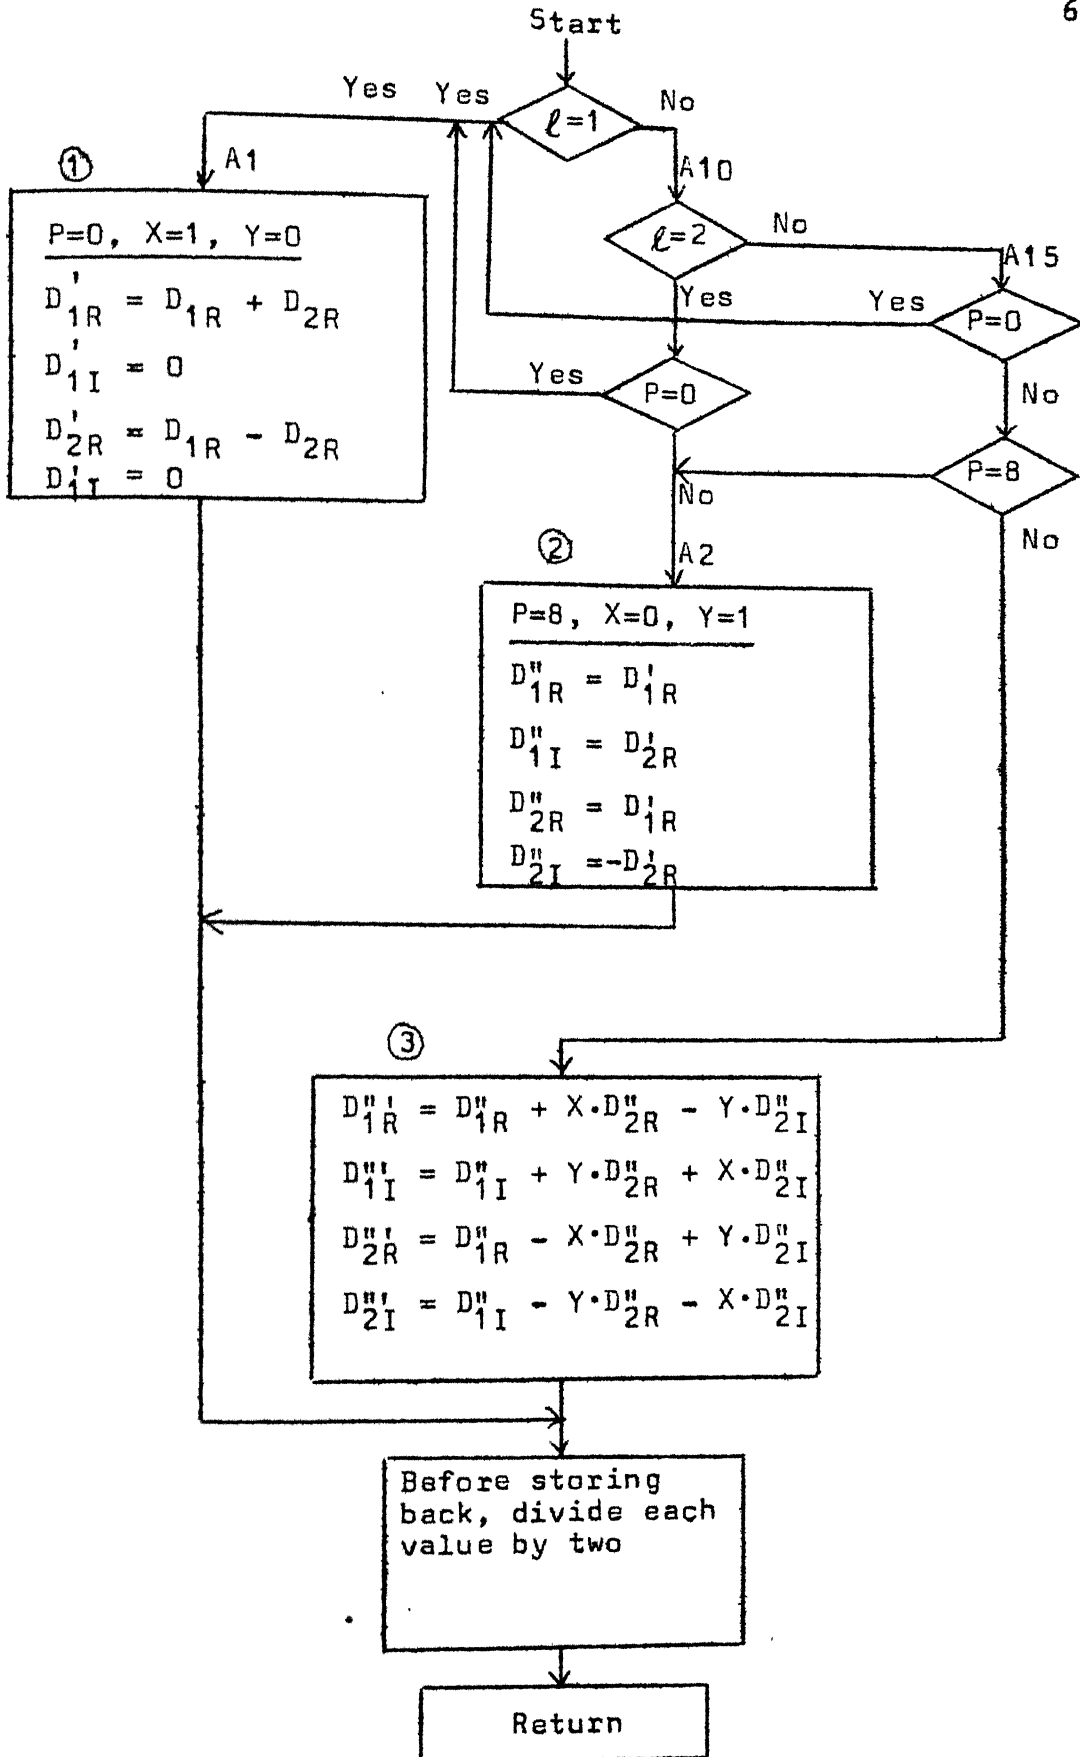 6
Start
Yes Yes
ℓ=1
No
① A1
A10
P=0, X=1, Y=0
D'1R = D1R + D2R
D'1I = 0
D'2R = D1R - D2R
D'1I = 0
ℓ=2
No
A15
Yes
Yes
P=0
Yes
P=0
No
P=8
No
No
② A2
P=8, X=0, Y=1
D"1R = D'1R
D"1I = D'2R
D"2R = D'1R
D"2I =-D'2R
③
D"'1R = D"1R + X·D"2R - Y·D"2I
D"'1I = D"1I + Y·D"2R + X·D"2I
D"'2R = D"1R - X·D"2R + Y·D"2I
D"'2I = D"1I - Y·D"2R - X·D"2I
Before storing
back, divide each
value by two
Return